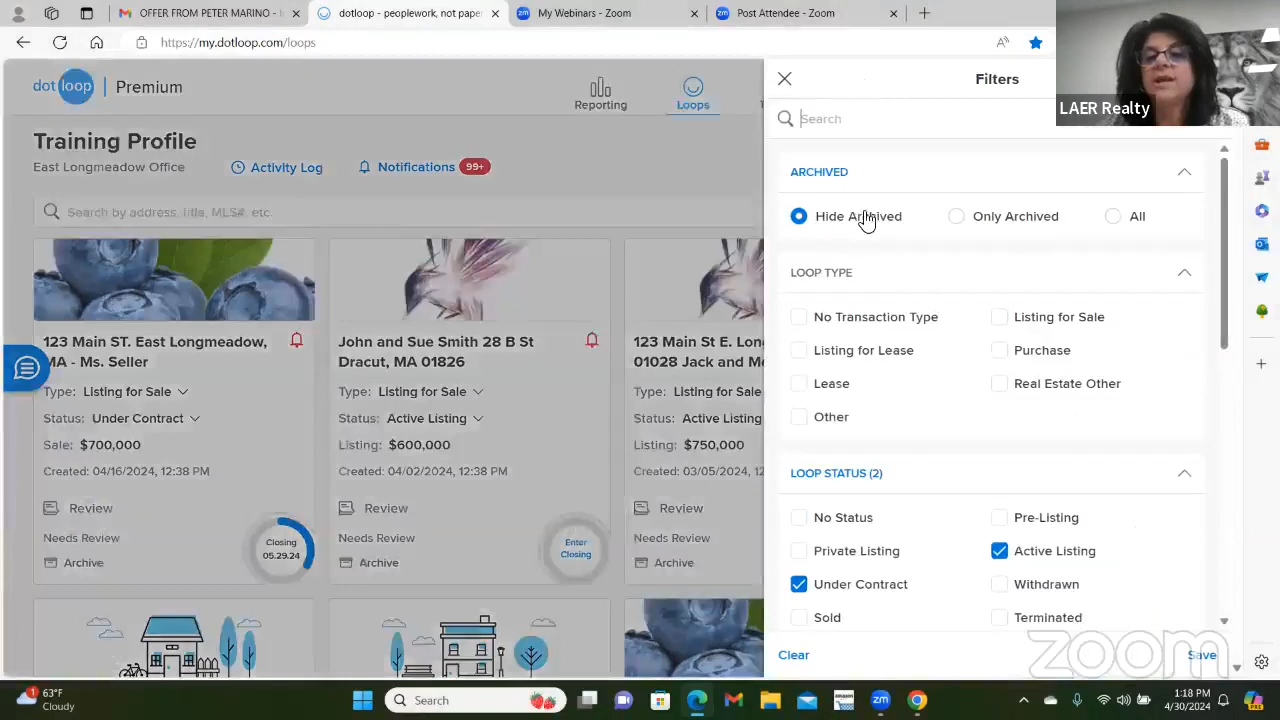 OFFER FROM PETER MARINO - I
dotloop - peoplework, not paper
My Webinars - Zoom
Post Attendee - Zoom
https://my.dotloop.com/loops
dotloop | Premium
Reporting
Loops
Training Profile
East Longmeadow Office
Activity Log
Notifications 99+
Search by address, title, MLS#, etc.
123 Main ST. East Longmeadow,
MA - Ms. Seller
Type: Listing for Sale
Status: Under Contract
Sale: $700,000
Created: 04/16/2024, 12:38 PM
Review
Needs Review
Archive
Closing
05.29.24
John and Sue Smith 28 B St
Dracut, MA 01826
Type: Listing for Sale
Status: Active Listing
Listing: $600,000
Created: 04/02/2024, 12:38 PM
Review
Needs Review
Archive
Enter
Closing
123 Main St E. Lon
01028 Jack and M
Type: Listing for Sale
Status: Active Listing
Listing: $750,000
Created: 03/05/2024, 12
Review
Needs Review
Archive
Filters
Search
ARCHIVED
Hide Archived
Only Archived
All
LOOP TYPE
No Transaction Type
Listing for Sale
Listing for Lease
Purchase
Lease
Real Estate Other
Other
LOOP STATUS (2)
No Status
Pre-Listing
Private Listing
Active Listing
Under Contract
Withdrawn
Sold
Terminated
Clear
Save
LAER Realty
zoom
1
63°F
Cloudy
Search
1:18 PM
4/30/2024